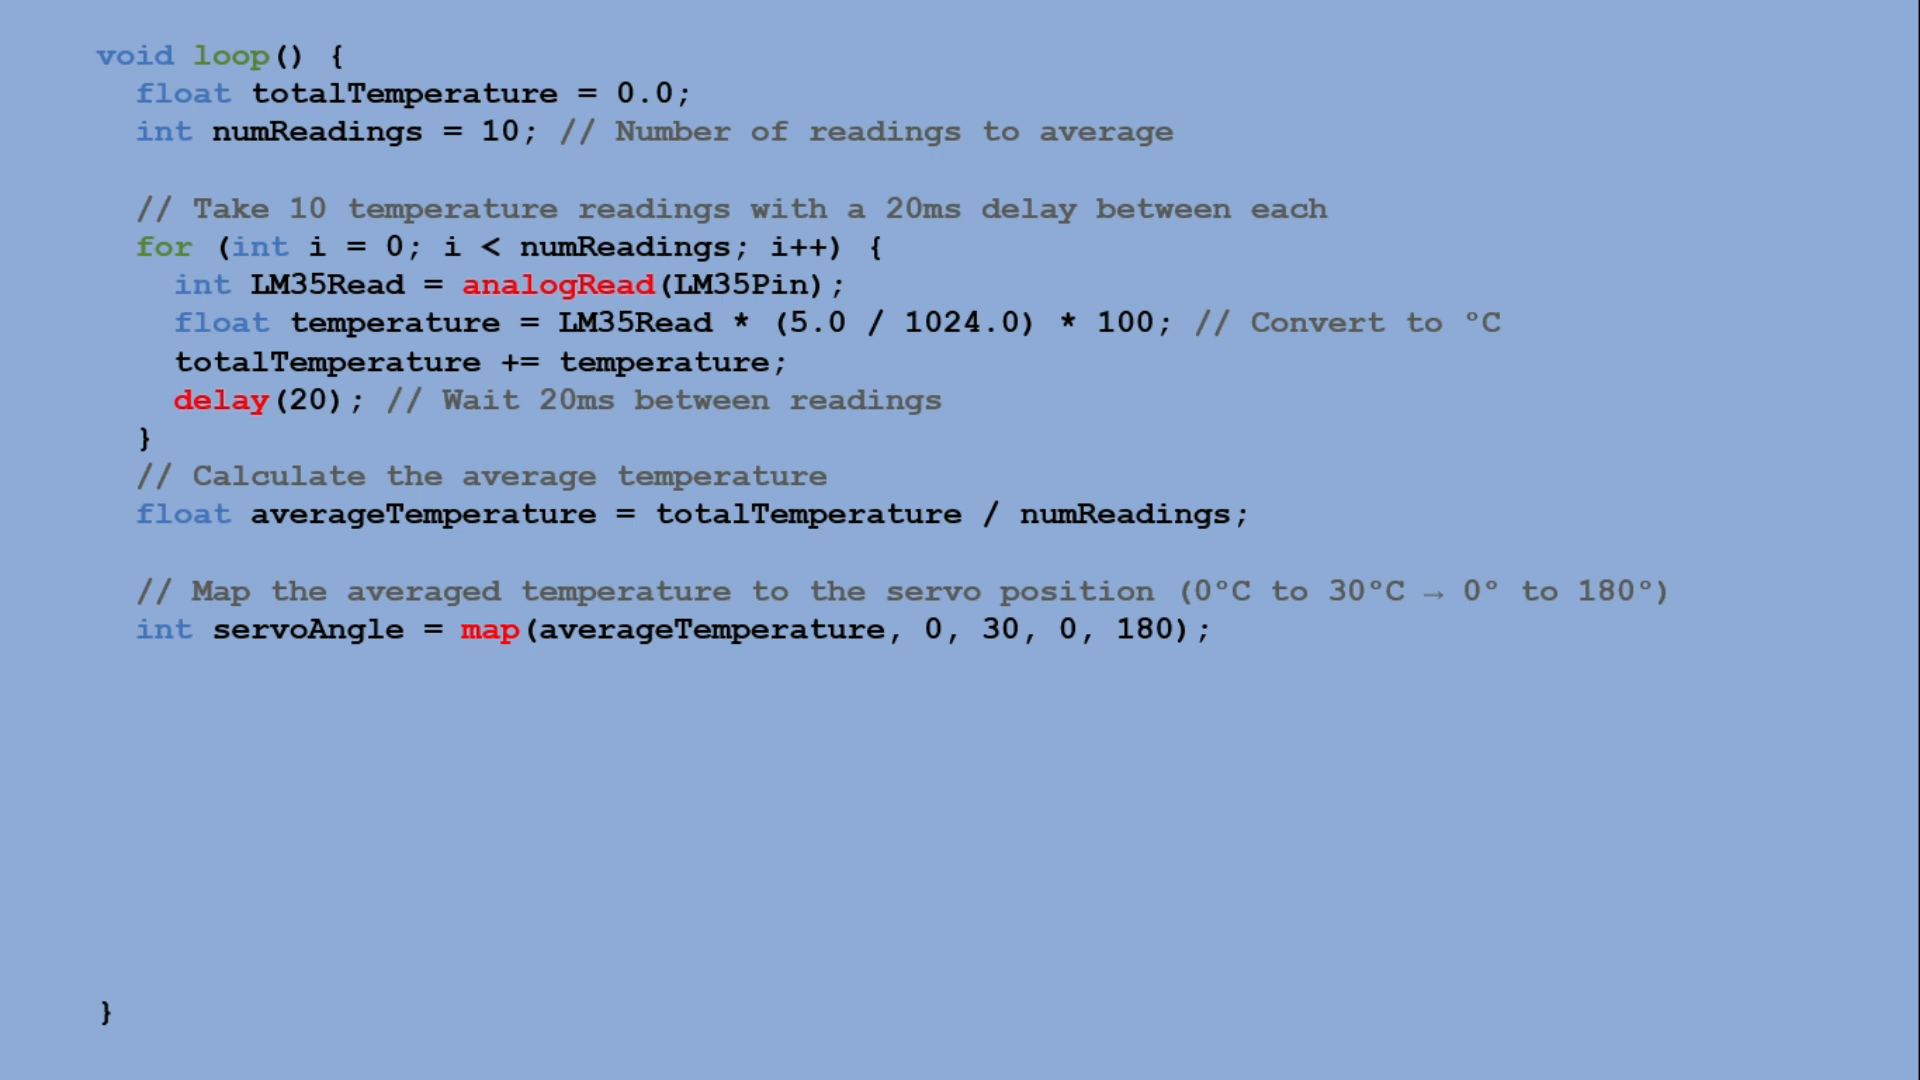 void loop() {
float totalTemperature = 0.0;
int numReadings = 10; // Number of readings to average
// Take 10 temperature readings with a 20ms delay between each
for (int i = 0; i < numReadings; i++) {
int LM35Read = analogRead(LM35Pin);
float temperature = LM35Read * (5.0 / 1024.0) * 100; // Convert to °C
totalTemperature += temperature;
delay(20); // Wait 20ms between readings
}
// Calculate the average temperature
float averageTemperature = totalTemperature / numReadings;
// Map the averaged temperature to the servo position (0°C to 30°C → 0° to 180°)
int servoAngle = map(averageTemperature, 0, 30, 0, 180);
}